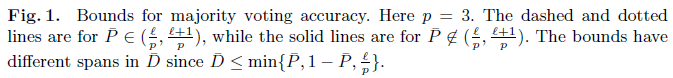 Fig. 1. Bounds for majority voting accuracy. Here p = 3. The dashed and dotted
lines are for P̄ ∈ (ℓ/p, (ℓ+1)/p), while the solid lines are for P̄ ∉ (ℓ/p, (ℓ+1)/p). The bounds have
different spans in D̄ since D̄ ≤ min{P̄, 1 − P̄, ℓ/p}.